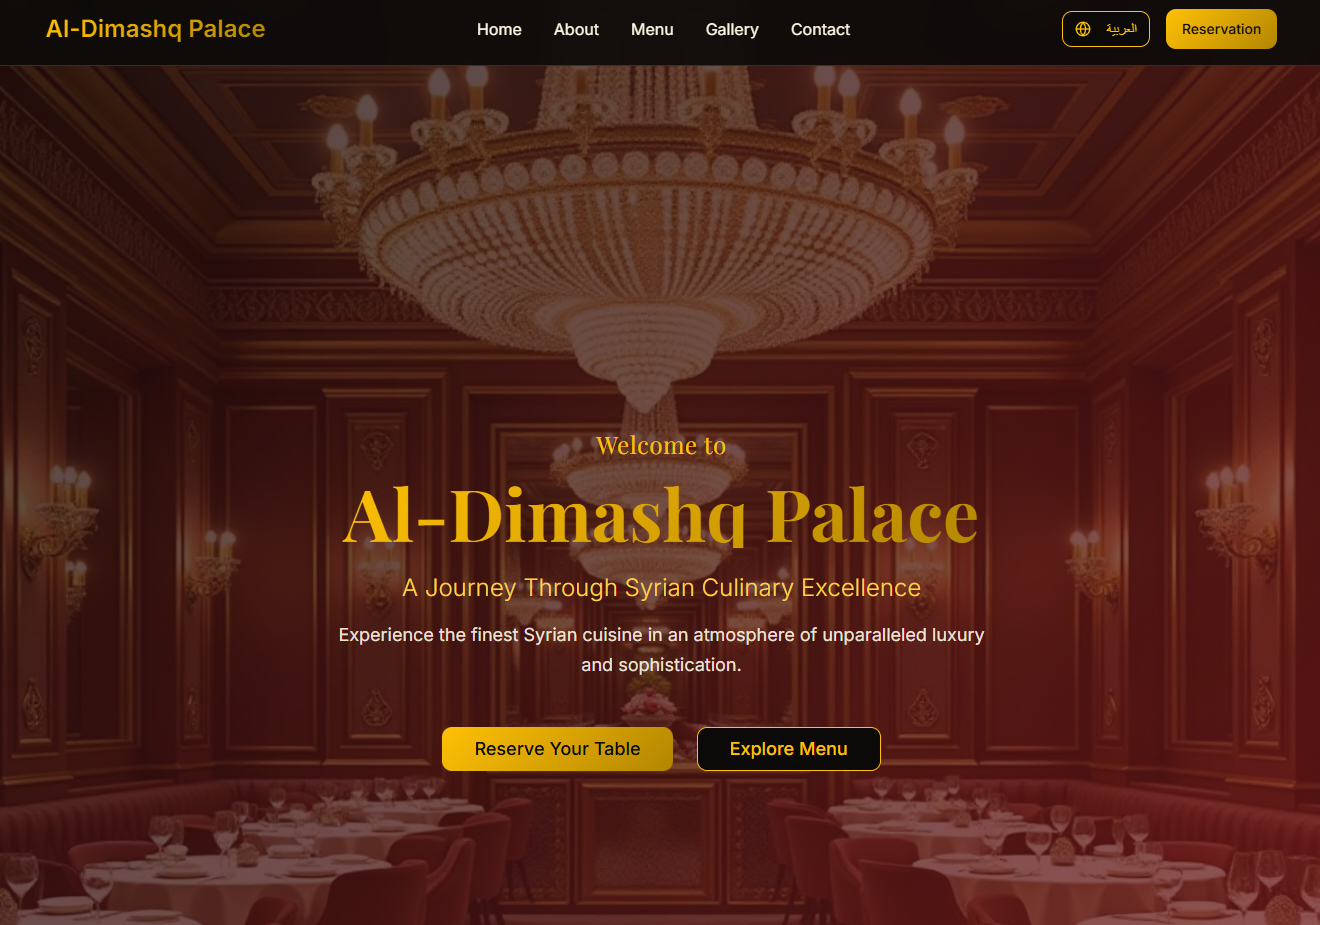 Al-Dimashq Palace
Home
About
Menu
Gallery
Contact
العربية
Reservation
Welcome to
Al-Dimashq Palace
A Journey Through Syrian Culinary Excellence
Experience the finest Syrian cuisine in an atmosphere of unparalleled luxury
and sophistication.
Reserve Your Table
Explore Menu